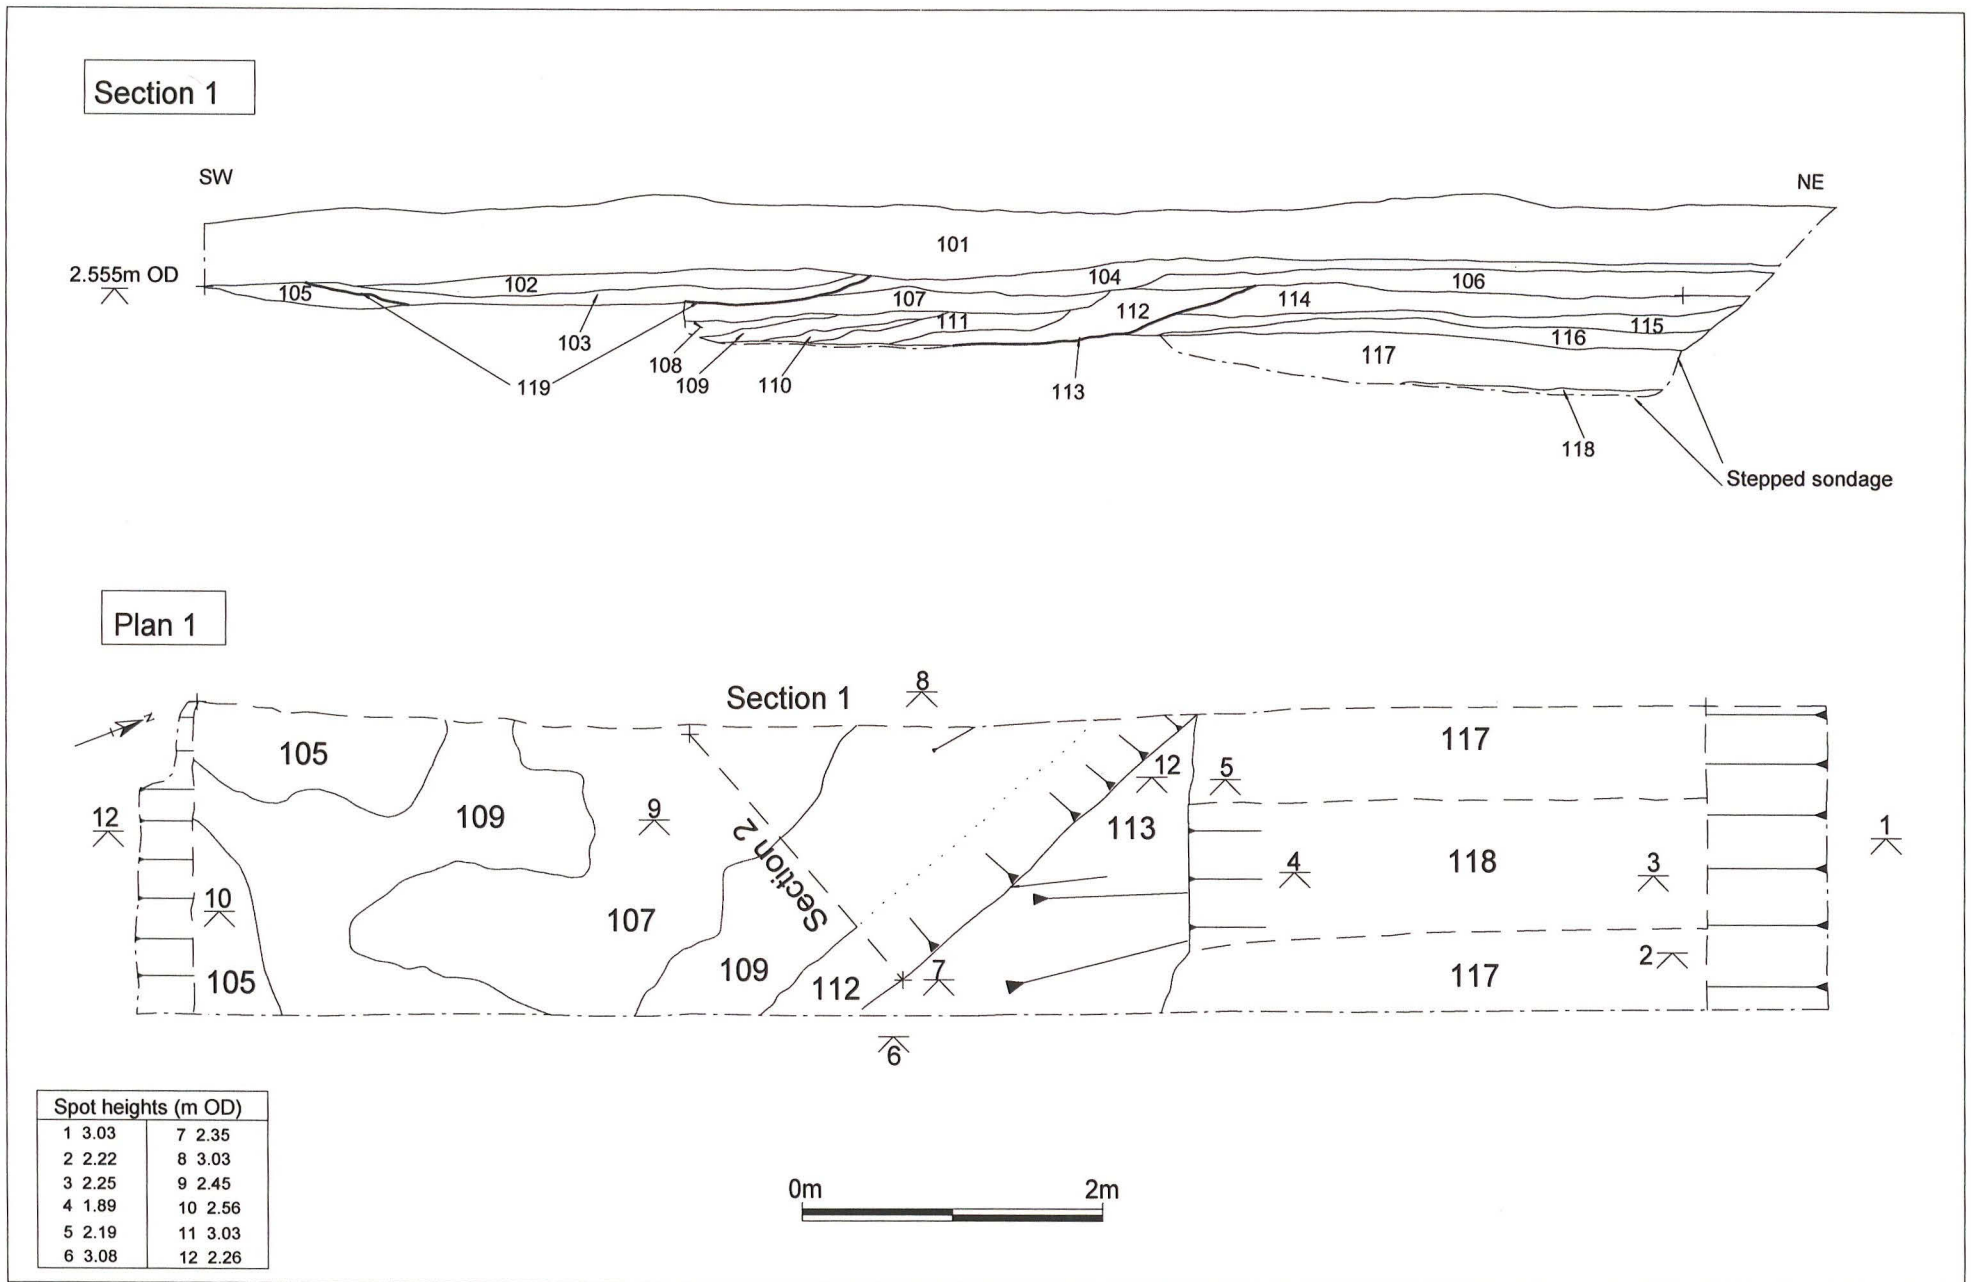 Section 1
SW
NE
101
2.555m OD
102
104
106
105
107
114
112
111
115
116
103
117
108
109
110
119
113
118
Stepped sondage
Plan 1
Section 1
8
N
105
117
12
5
109
9
12
113
Section 2
1
118
4
3
10
107
109
2
105
112
7
117
6
Spot heights (m OD)
1 3.03 7 2.35
2 2.22 8 3.03
3 2.25 9 2.45
4 1.89 10 2.56
5 2.19 11 3.03
6 3.08 12 2.26
0m 2m